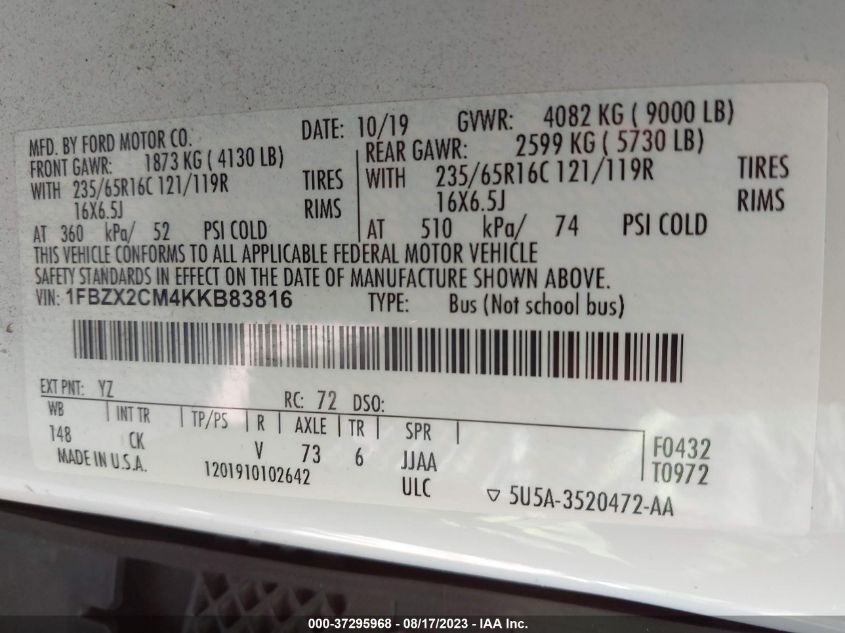 MFD. BY FORD MOTOR CO. DATE: 10/19 GVWR: 4082 KG ( 9000 LB)
FRONT GAWR: 1873 KG ( 4130 LB) REAR GAWR: 2599 KG ( 5730 LB)
WITH 235/65R16C 121/119R TIRES WITH 235/65R16C 121/119R TIRES
16X6.5J RIMS 16X6.5J RIMS
AT 360 kPa/ 52 PSI COLD AT 510 kPa/ 74 PSI COLD
THIS VEHICLE CONFORMS TO ALL APPLICABLE FEDERAL MOTOR VEHICLE
SAFETY STANDARDS IN EFFECT ON THE DATE OF MANUFACTURE SHOWN ABOVE.
VIN: 1FBZX2CM4KKB83816 TYPE: Bus (Not school bus)
EXT PNT: YZ RC: 72 DSO:
WB INT TR TP/PS R AXLE TR SPR
148 CK V 73 6 JJAA F0432
MADE IN U.S.A. 1201910102642 ULC T0972
5U5A-3520472-AA
000-37295968 - 08/17/2023 - IAA Inc.